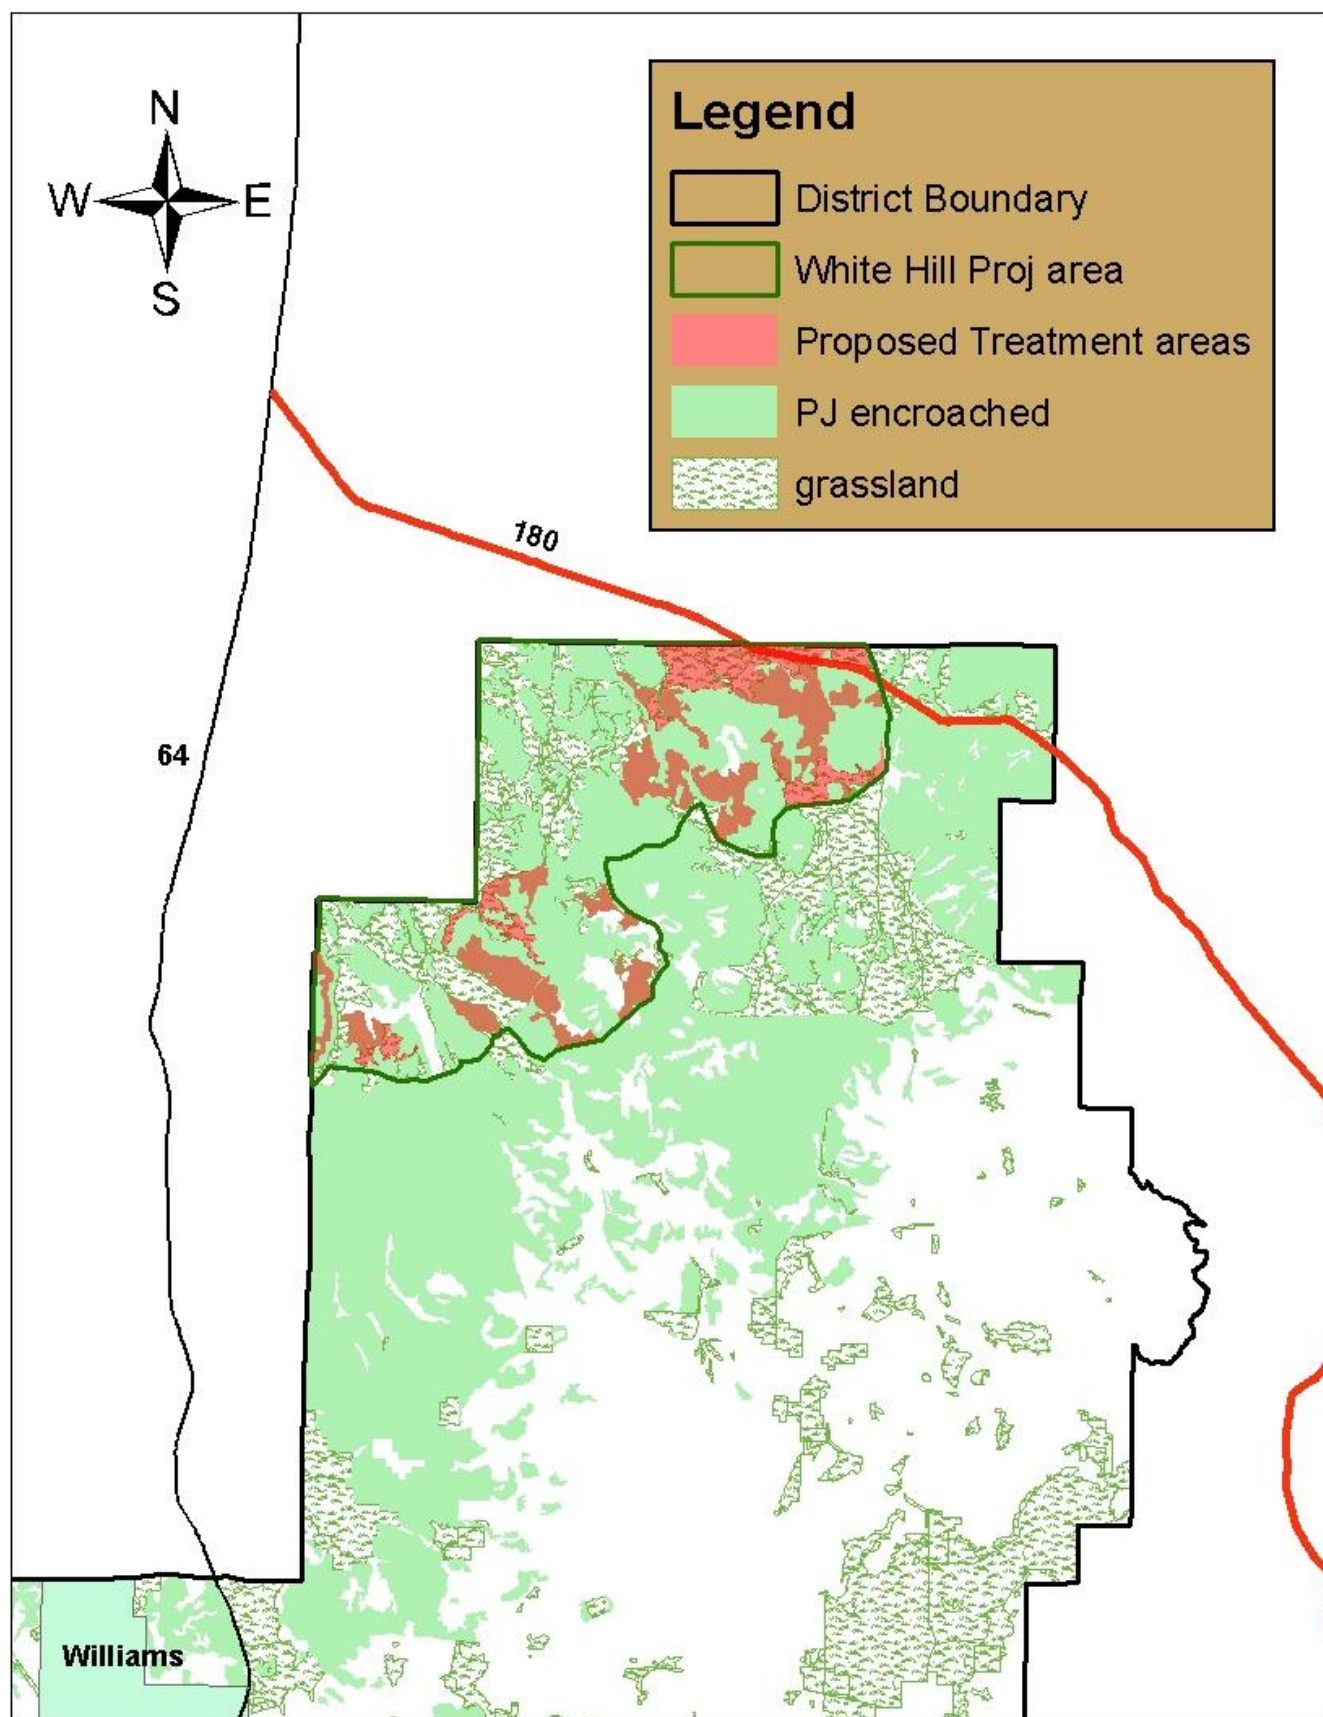 N
W E
S
Legend
District Boundary
White Hill Proj area
Proposed Treatment areas
PJ encroached
grassland
180
64
Williams